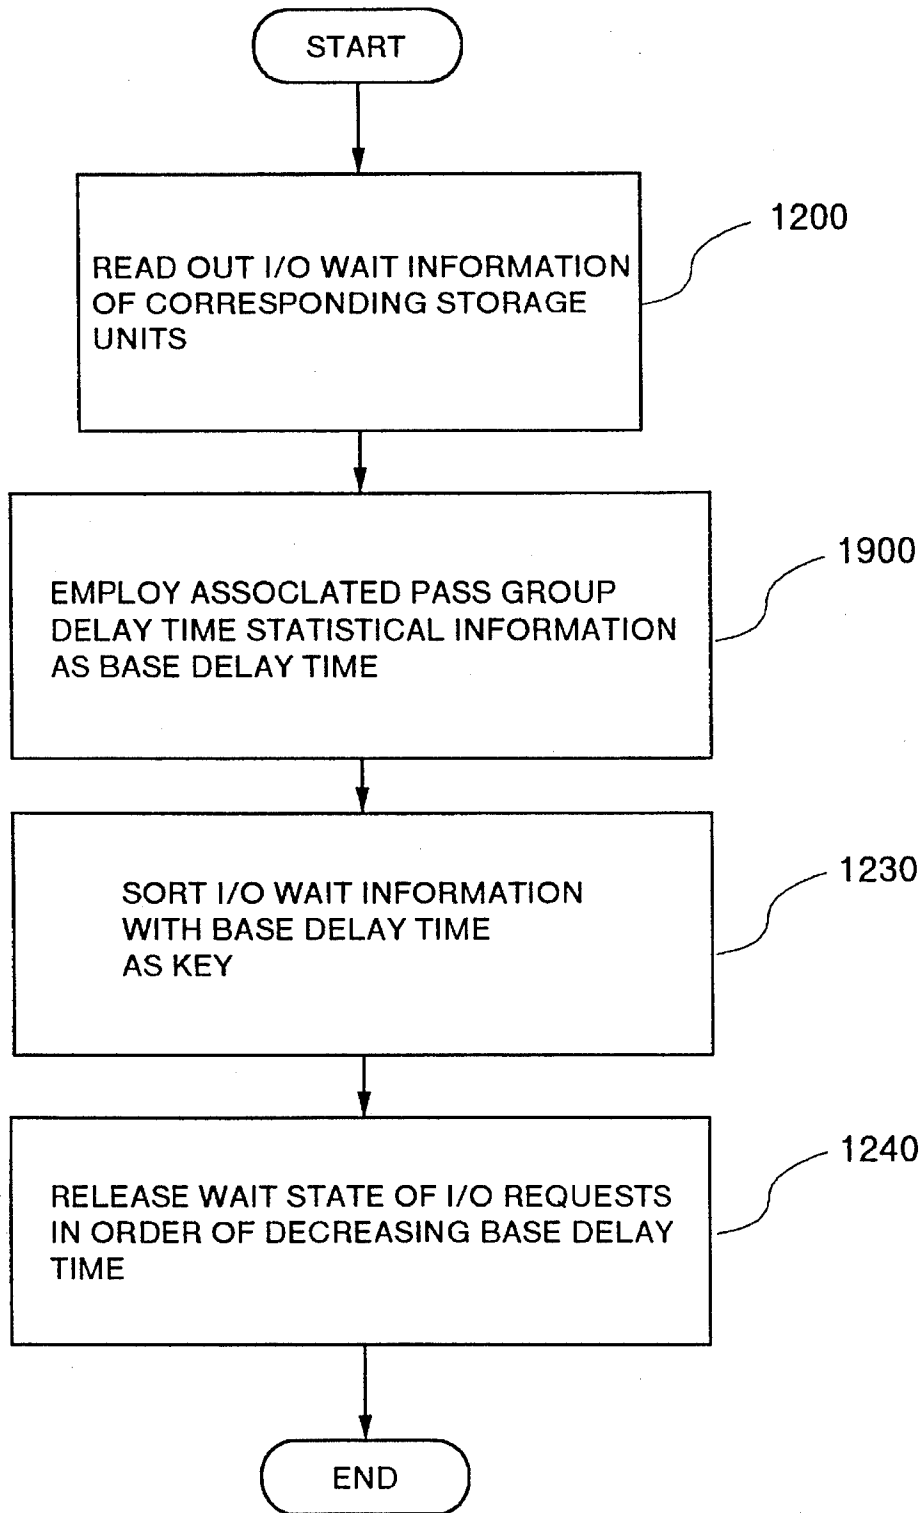 START
1200
READ OUT I/O WAIT INFORMATION
OF CORRESPONDING STORAGE
UNITS
1900
EMPLOY ASSOCLATED PASS GROUP
DELAY TIME STATISTICAL INFORMATION
AS BASE DELAY TIME
1230
SORT I/O WAIT INFORMATION
WITH BASE DELAY TIME
AS KEY
1240
RELEASE WAIT STATE OF I/O REQUESTS
IN ORDER OF DECREASING BASE DELAY
TIME
END